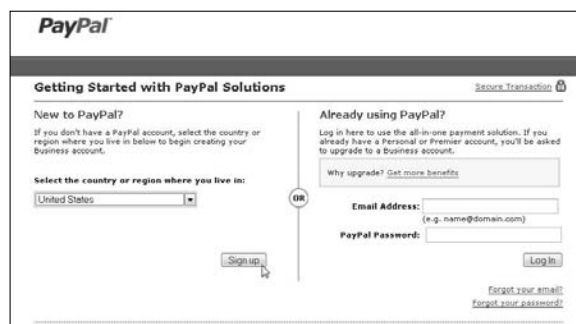 PayPal
Getting Started with PayPal Solutions
Secure Transaction
New to PayPal?
If you don't have a PayPal account, select the country or
region where you live in below to begin creating your
Business account.
Select the country or region where you live in:
United States
Sign up
OR
Already using PayPal?
Log in here to use the all-in-one payment solution. If you
already have a Personal or Premier account, you'll be asked
to upgrade to a Business account.
Why upgrade? Get more benefits
Email Address:
(e.g. name@domain.com)
PayPal Password:
Log In
Forgot your email?
Forgot your password?